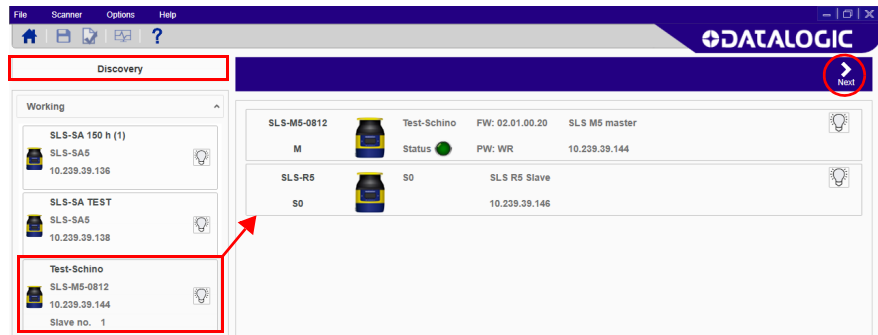 File Scanner Options Help
DATALOGIC
Discovery
Next
Working
SLS-SA 150 h (1)
SLS-SA5
10.239.39.136
SLS-SA TEST
SLS-SA5
10.239.39.138
Test-Schino
SLS-M5-0812
10.239.39.144
Slave no. 1
SLS-M5-0812 Test-Schino FW: 02.01.00.20 SLS M5 master
M Status PW: WR 10.239.39.144
SLS-R5 S0 SLS R5 Slave
S0 10.239.39.146